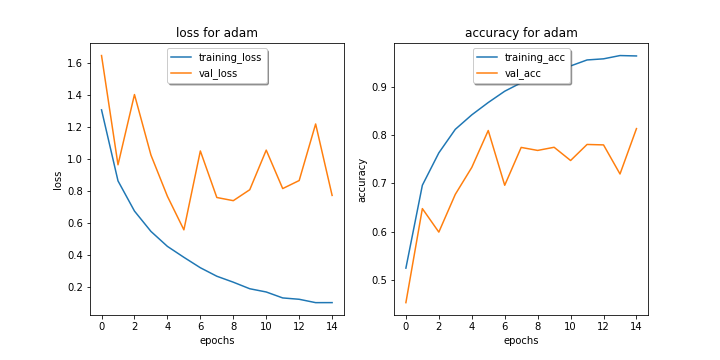 loss for adam
training_loss
val_loss
1.6
1.4
1.2
1.0
0.8
0.6
0.4
0.2
loss
0 2 4 6 8 10 12 14
epochs
accuracy for adam
training_acc
val_acc
0.9
0.8
0.7
0.6
0.5
accuracy
0 2 4 6 8 10 12 14
epochs